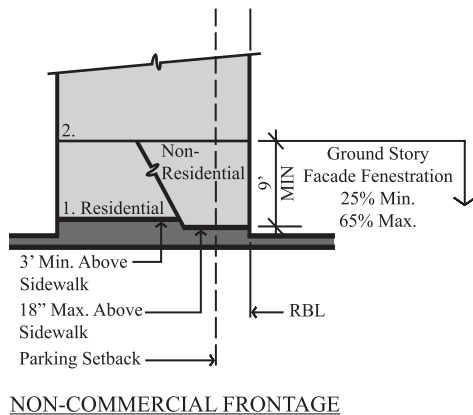 2.
Non-
Residential
1. Residential
9'
MIN
Ground Story
Facade Fenestration
25% Min.
65% Max.
3' Min. Above
Sidewalk
18” Max. Above
Sidewalk
RBL
Parking Setback
NON-COMMERCIAL FRONTAGE